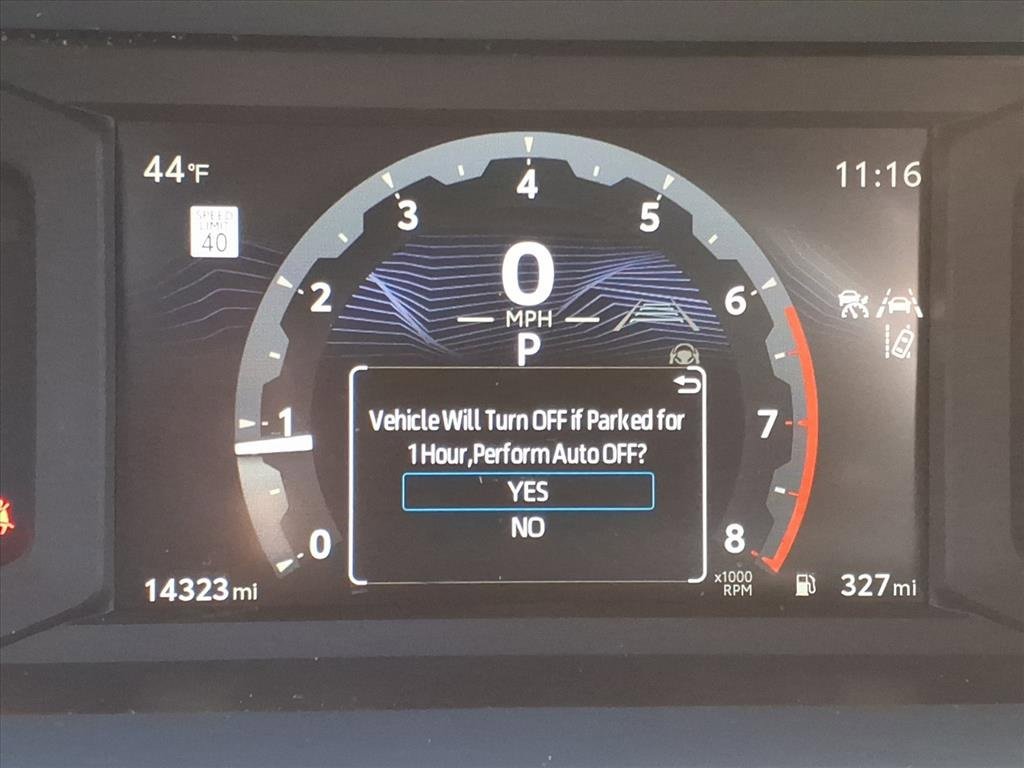 44°F
11:16
SPEED
LIMIT
40
0 1 2 3 4 5 6 7 8
0
MPH
P
Vehicle Will Turn OFF if Parked for
1 Hour,Perform Auto OFF?
YES
NO
x1000
RPM
14323 mi
327 mi